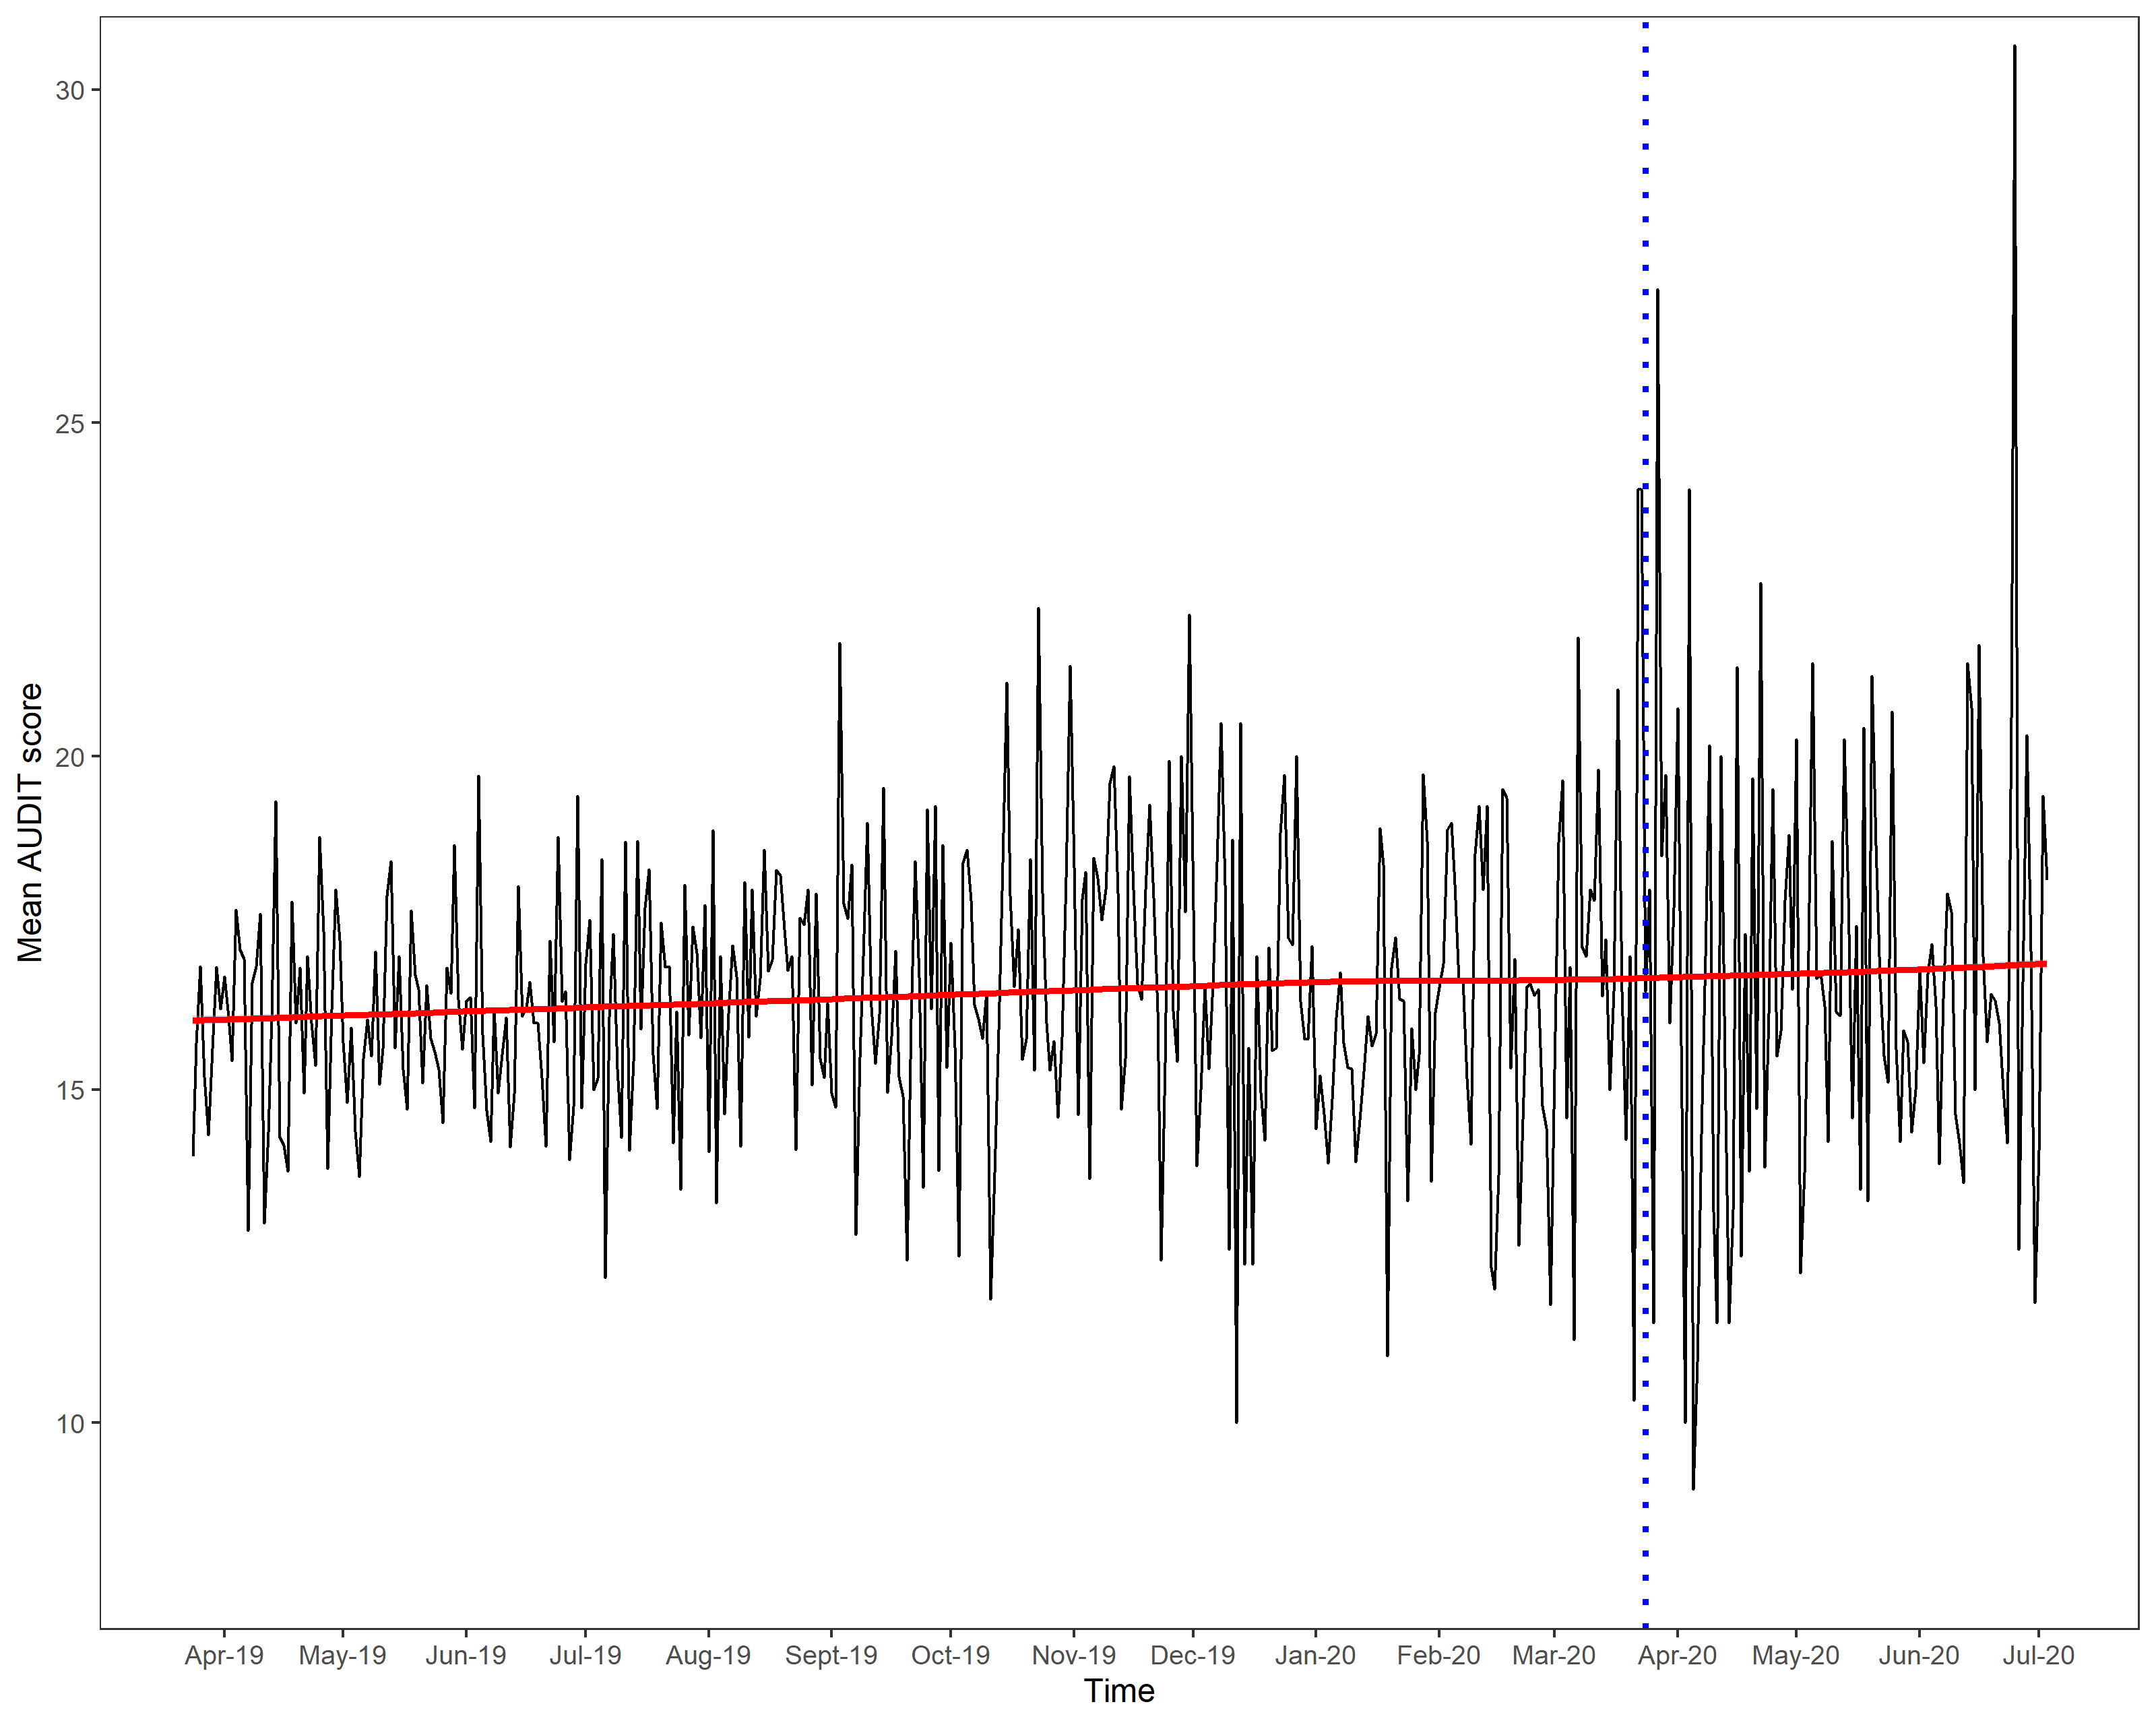 Mean AUDIT score
30
25
20
15
10
Apr-19 May-19 Jun-19 Jul-19 Aug-19 Sept-19 Oct-19 Nov-19 Dec-19 Jan-20 Feb-20 Mar-20 Apr-20 May-20 Jun-20 Jul-20
Time